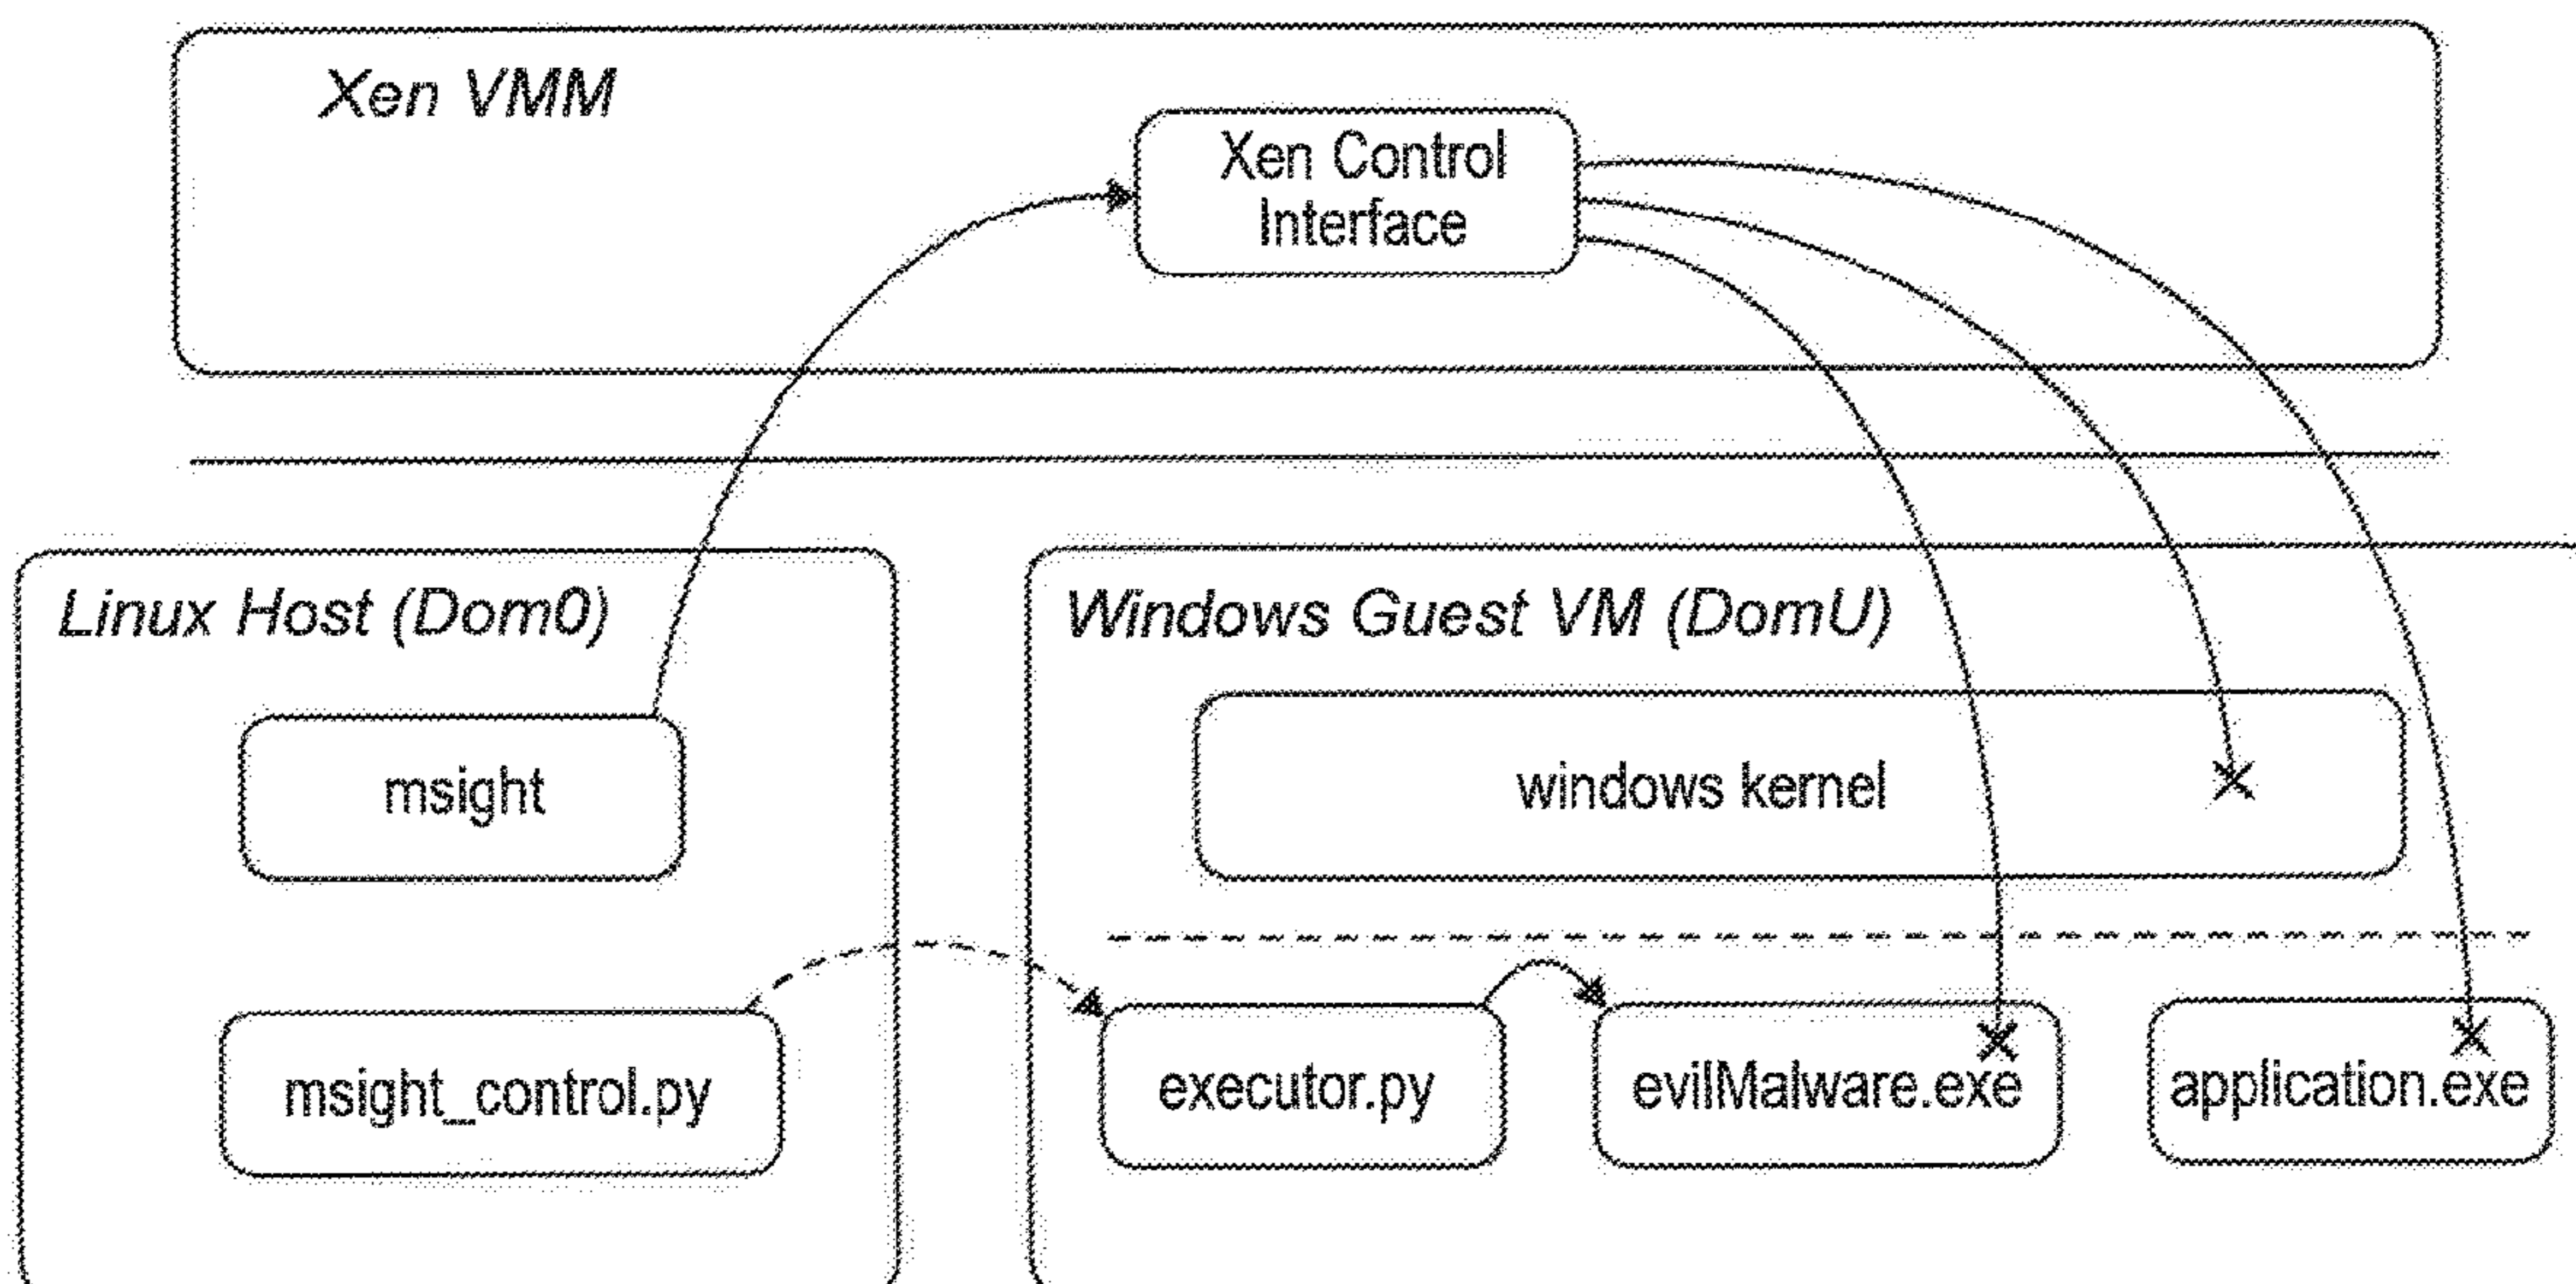 Xen VMM
Xen Control
Interface
Linux Host (Dom0)
Windows Guest VM (DomU)
msight
windows kernel
msight_control.py
executor.py
evilMalware.exe
application.exe